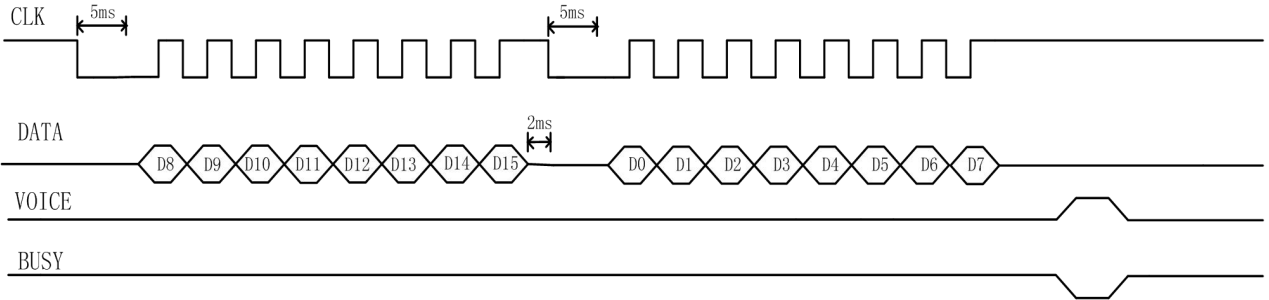 CLK 5ms 5ms
DATA 2ms
D8 D9 D10 D11 D12 D13 D14 D15 D0 D1 D2 D3 D4 D5 D6 D7
VOICE
BUSY